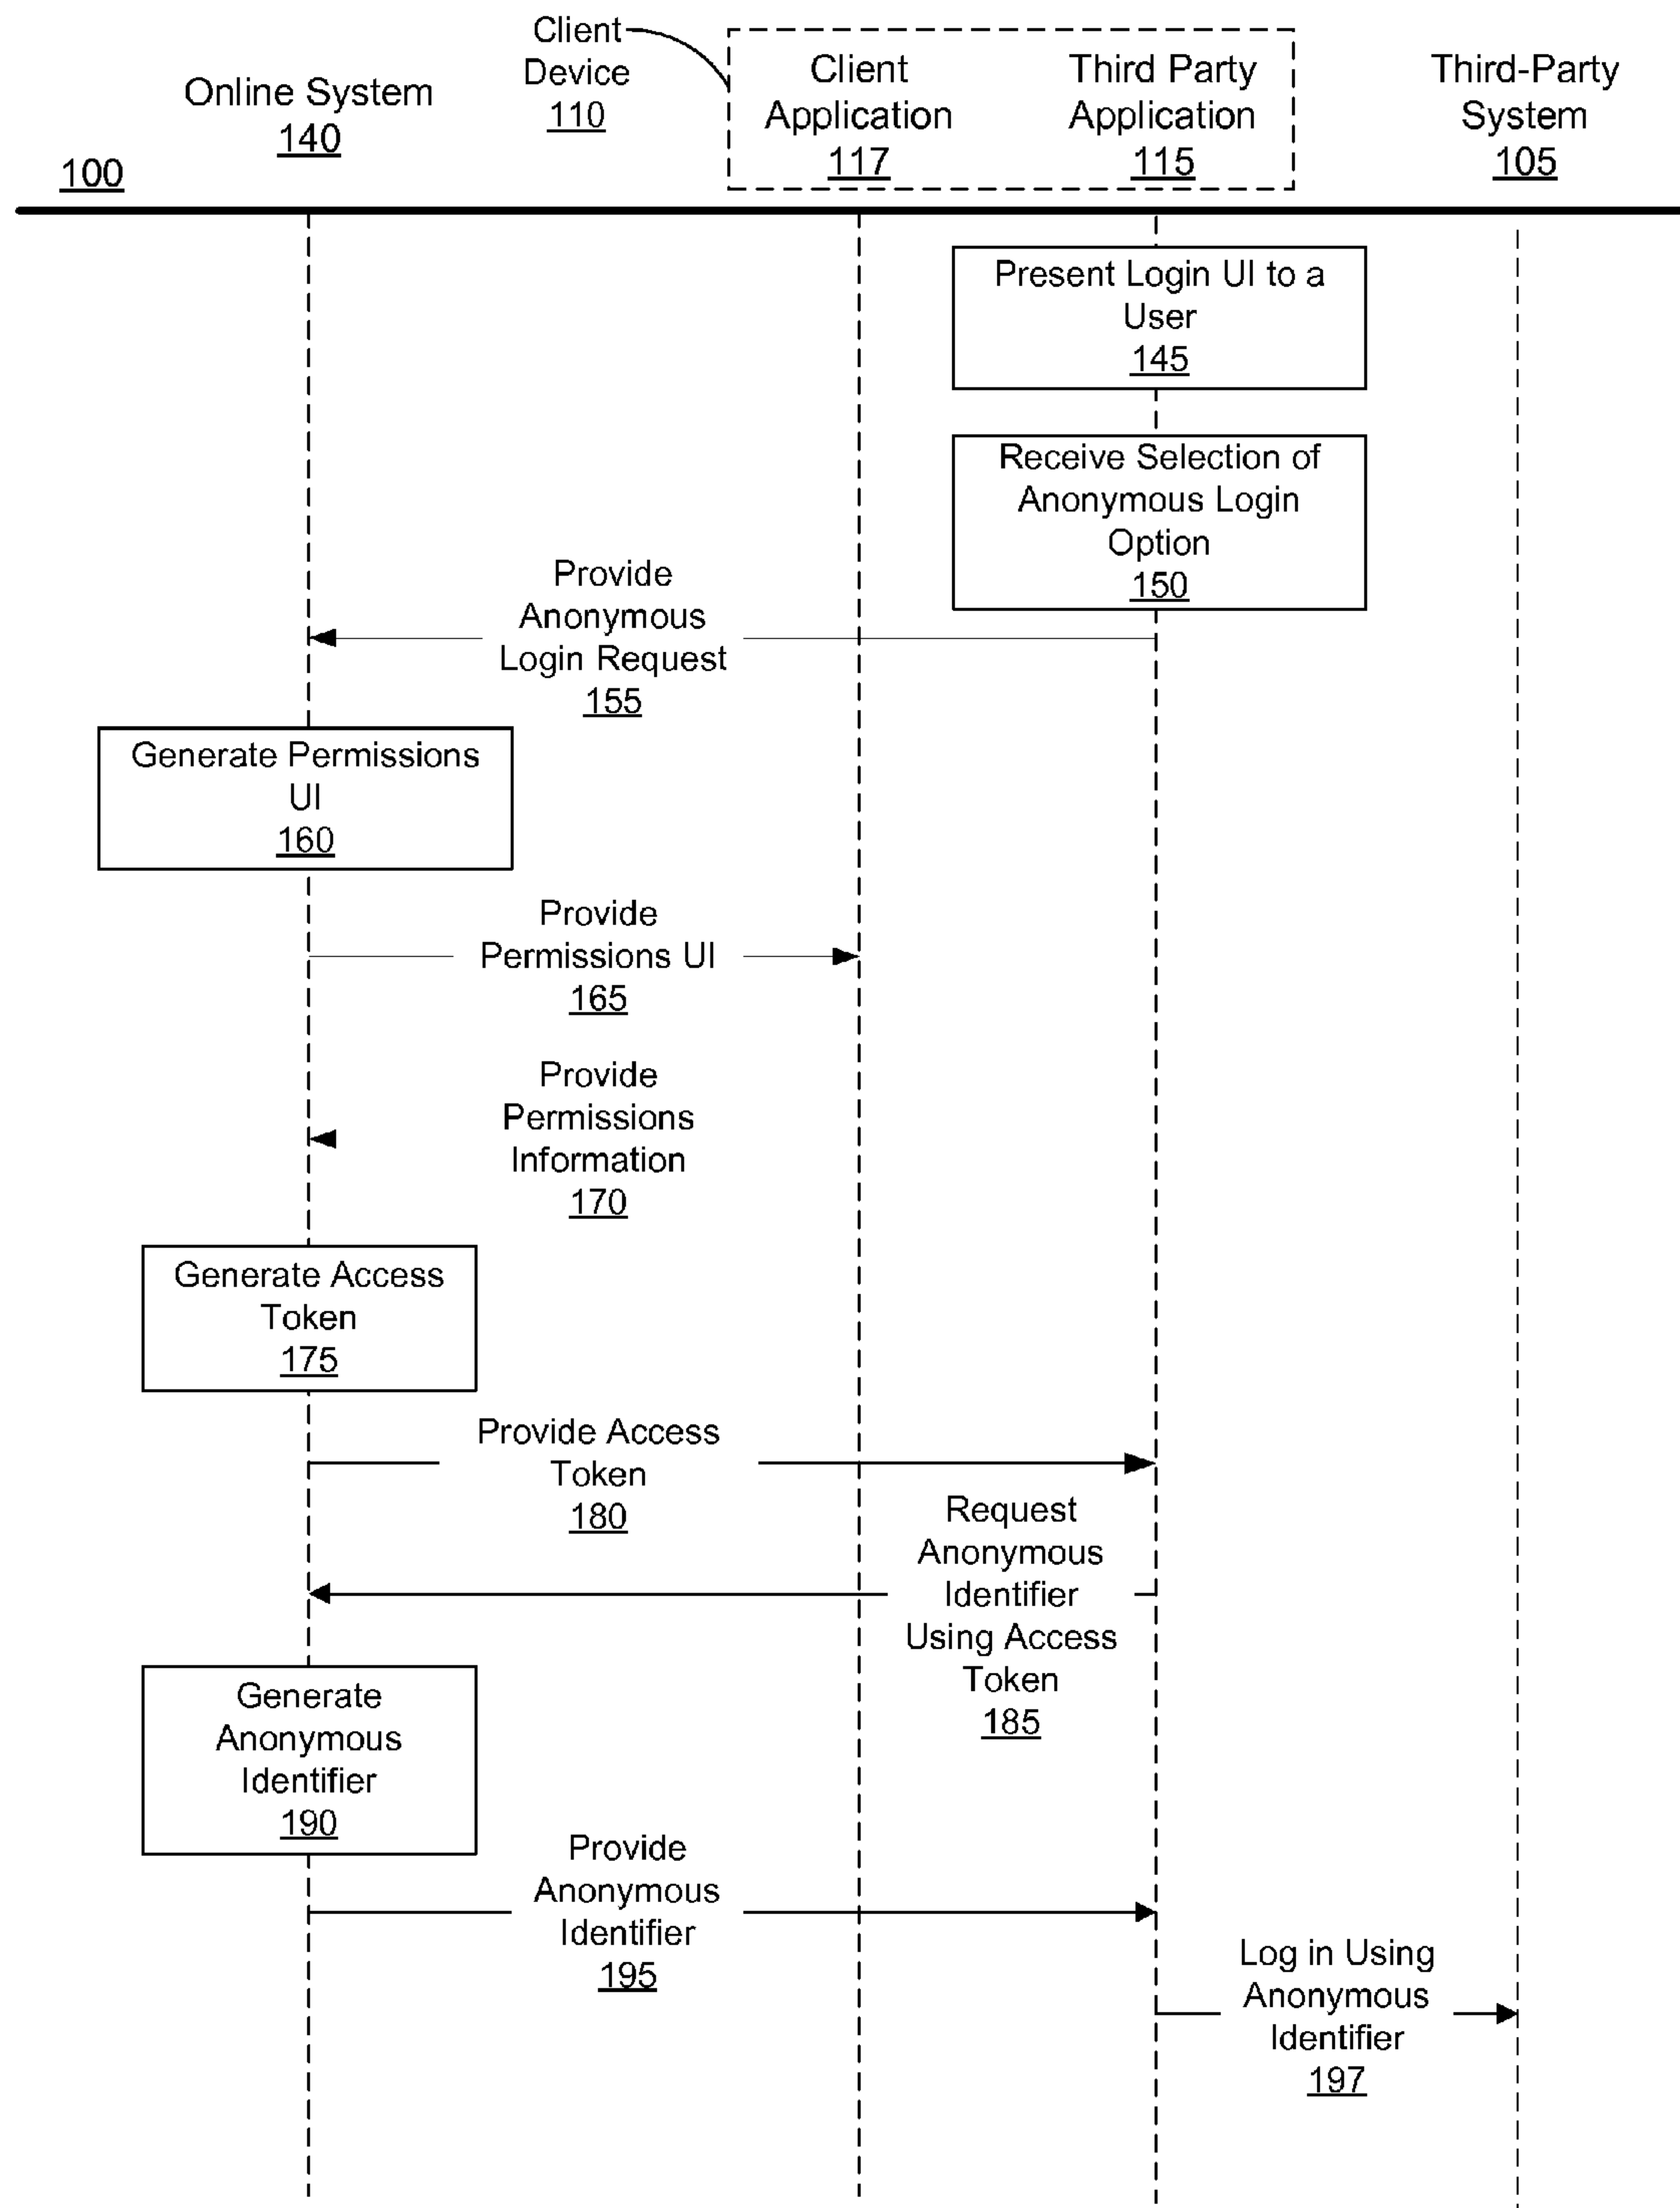 Client
Device
110
Online System
140
Client
Application
117
Third Party
Application
115
Third-Party
System
105
100
Present Login UI to a
User
145
Receive Selection of
Anonymous Login
Option
150
Provide
Anonymous
Login Request
155
Generate Permissions
UI
160
Provide
Permissions UI
165
Provide
Permissions
Information
170
Generate Access
Token
175
Provide Access
Token
180
Request
Anonymous
Identifier
Using Access
Token
185
Generate
Anonymous
Identifier
190
Provide
Anonymous
Identifier
195
Log in Using
Anonymous
Identifier
197